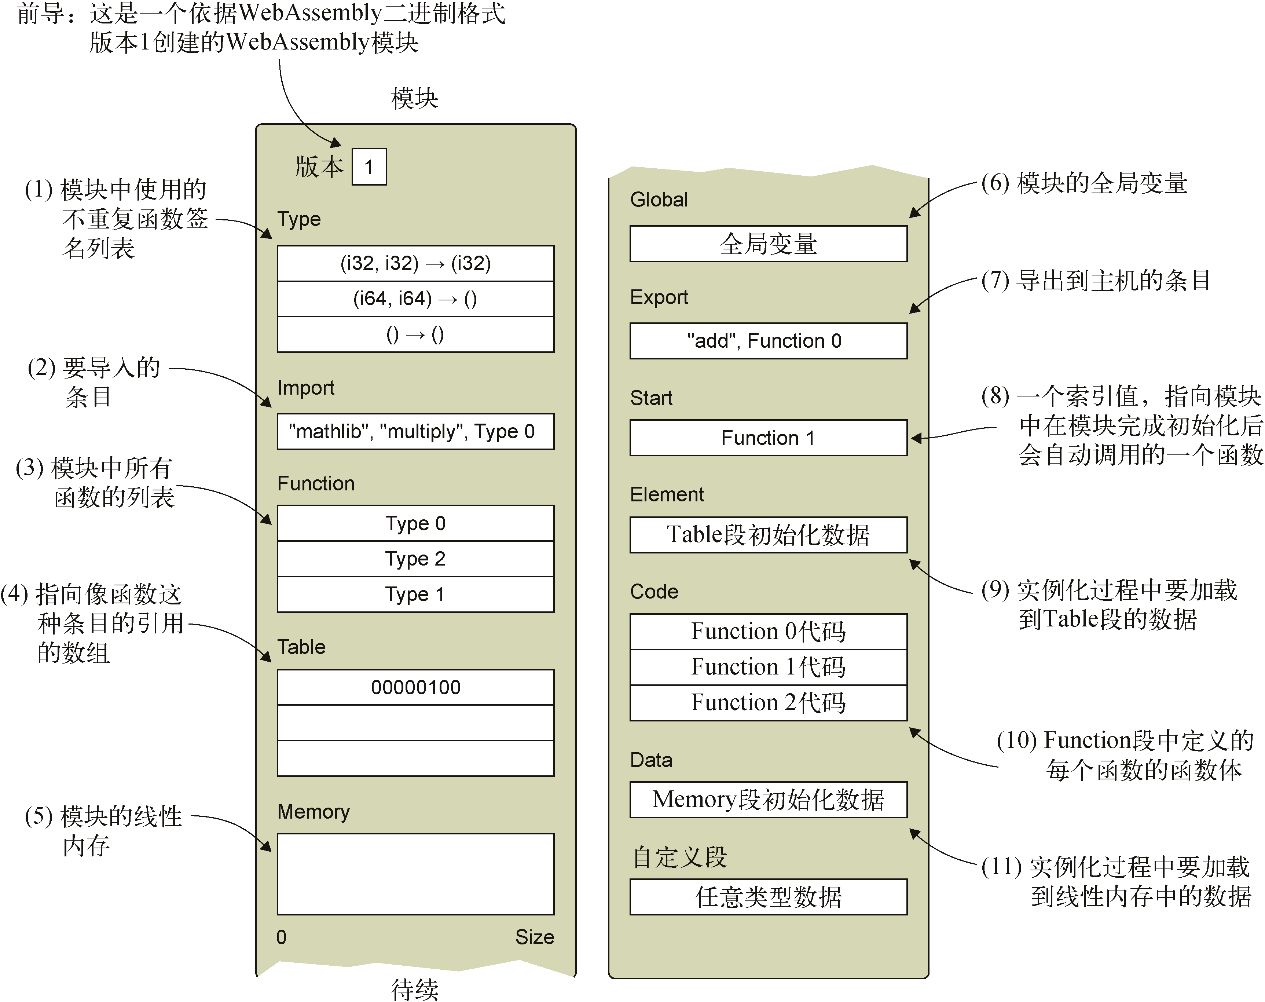 前导：这是一个依据WebAssembly二进制格式
版本1创建的WebAssembly模块
模块
版本 1
(1) 模块中使用的
不重复函数签
名列表
Type
(i32, i32) → (i32)
(i64, i64) → ()
() → ()
(2) 要导入的
条目
Import
"mathlib", "multiply", Type 0
(3) 模块中所有
函数的列表
Function
Type 0
Type 2
Type 1
(4) 指向像函数这
种条目的引用
的数组
Table
00000100
(5) 模块的线性
内存
Memory
0 Size
待续
Global
全局变量
(6) 模块的全局变量
Export
"add", Function 0
(7) 导出到主机的条目
Start
Function 1
(8) 一个索引值，指向模块
中在模块完成初始化后
会自动调用的一个函数
Element
Table段初始化数据
(9) 实例化过程中要加载
到Table段的数据
Code
Function 0代码
Function 1代码
Function 2代码
(10) Function段中定义的
每个函数的函数体
Data
Memory段初始化数据
(11) 实例化过程中要加载
到线性内存中的数据
自定义段
任意类型数据